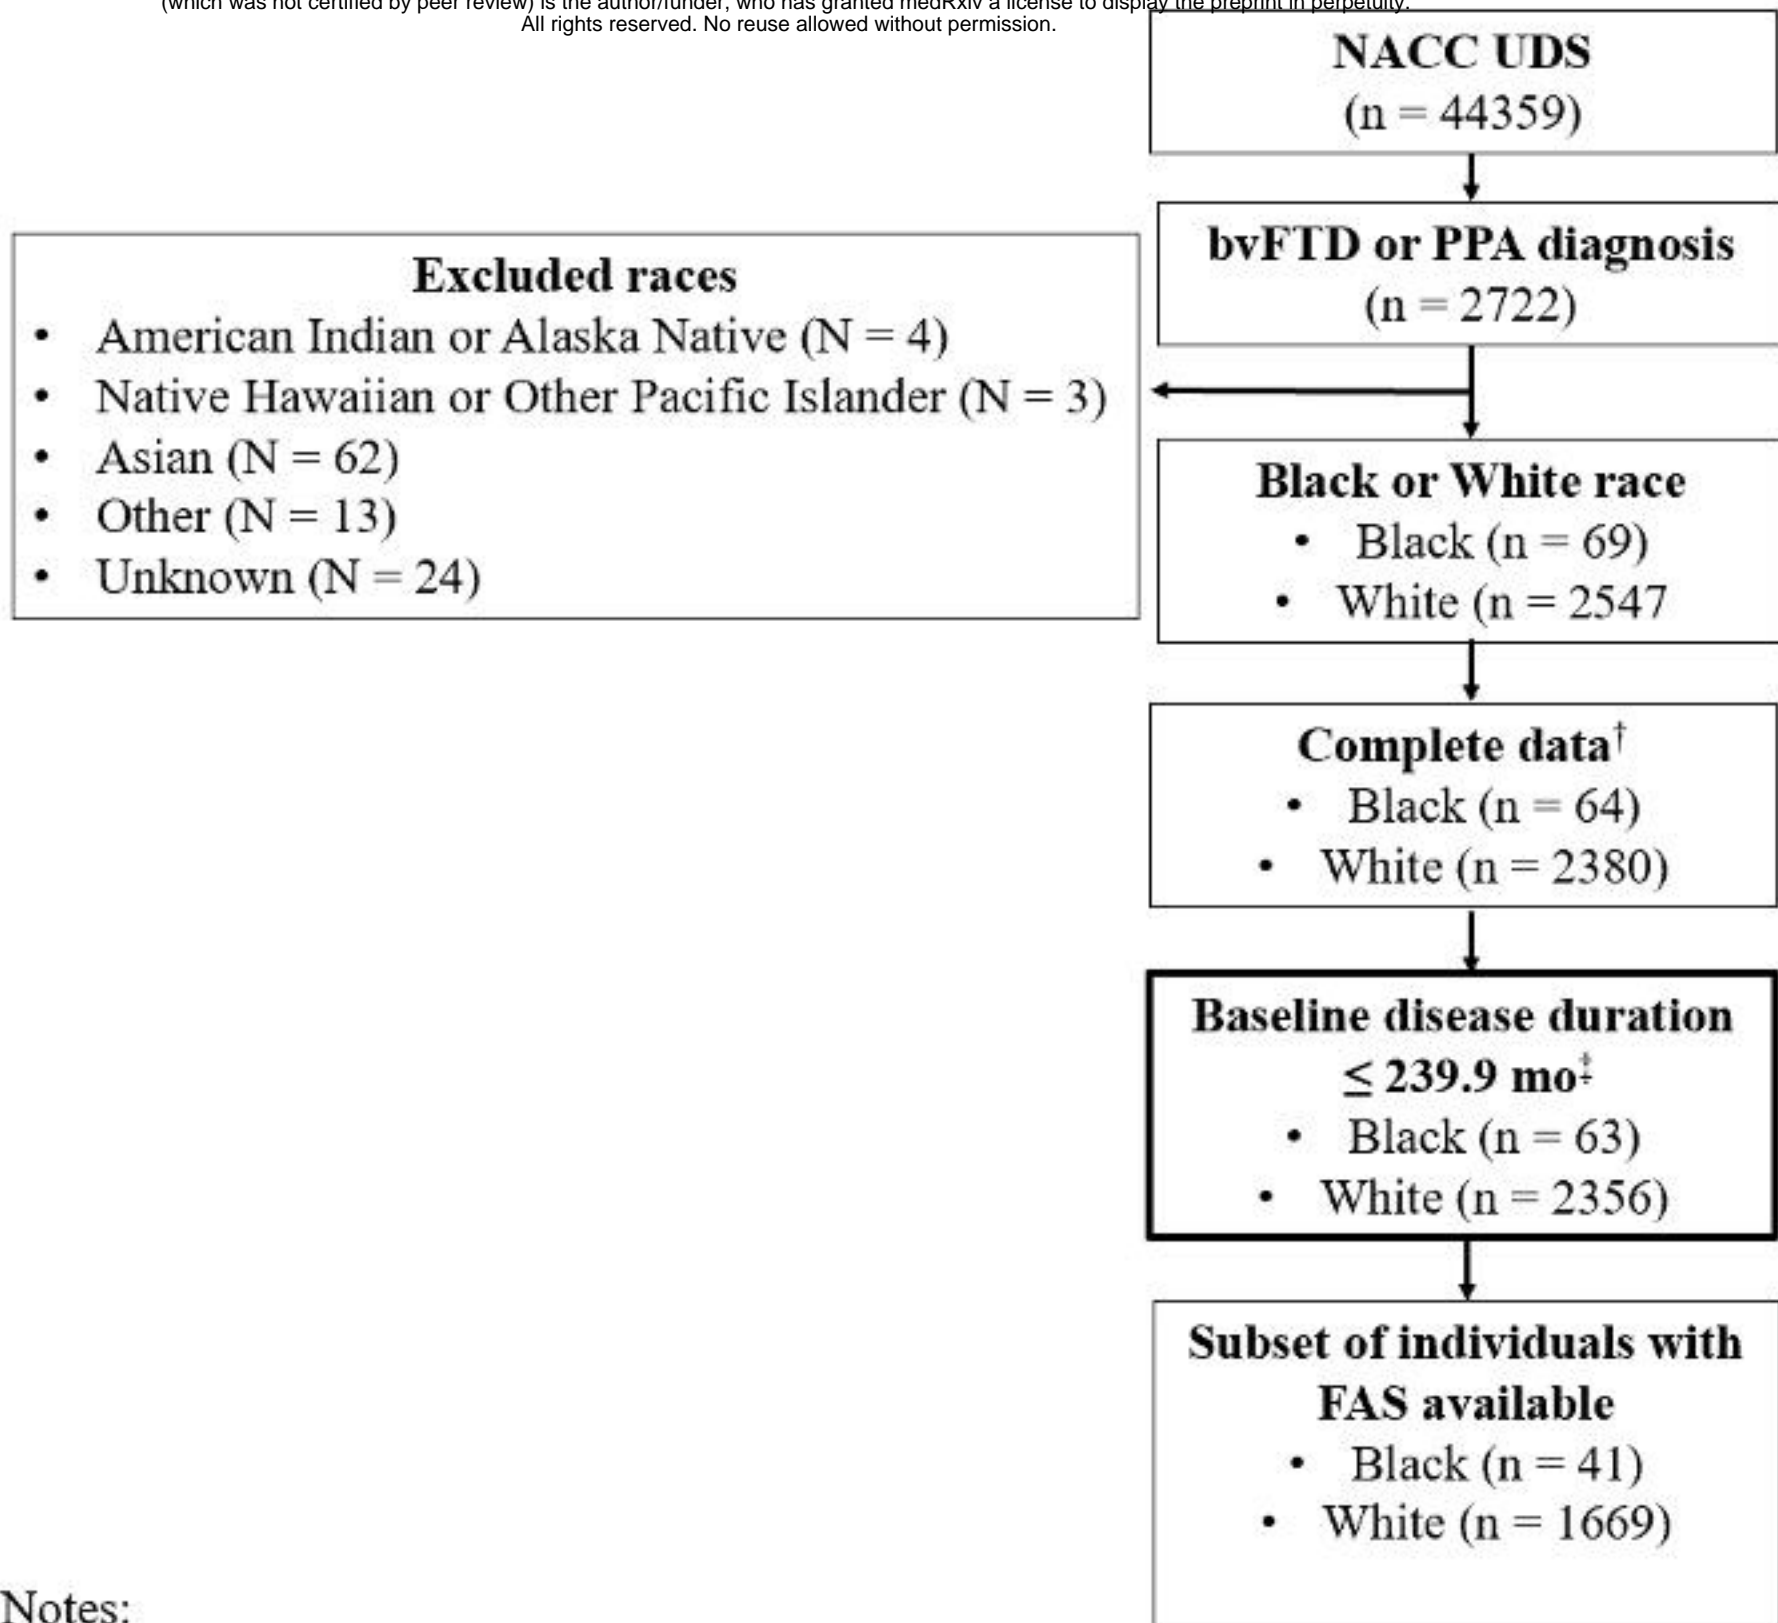 (which was not certified by peer review) is the author/funder, who has granted medRxiv a license to display the preprint in perpetuity.
All rights reserved. No reuse allowed without permission.
NACC UDS
(n = 44359)
bvFTD or PPA diagnosis
(n = 2722)
Excluded races
• American Indian or Alaska Native (N = 4)
• Native Hawaiian or Other Pacific Islander (N = 3)
• Asian (N = 62)
• Other (N = 13)
• Unknown (N = 24)
Black or White race
• Black (n = 69)
• White (n = 2547
Complete data†
• Black (n = 64)
• White (n = 2380)
Baseline disease duration
≤ 239.9 mo‡
• Black (n = 63)
• White (n = 2356)
Subset of individuals with
FAS available
• Black (n = 41)
• White (n = 1669)
Notes: